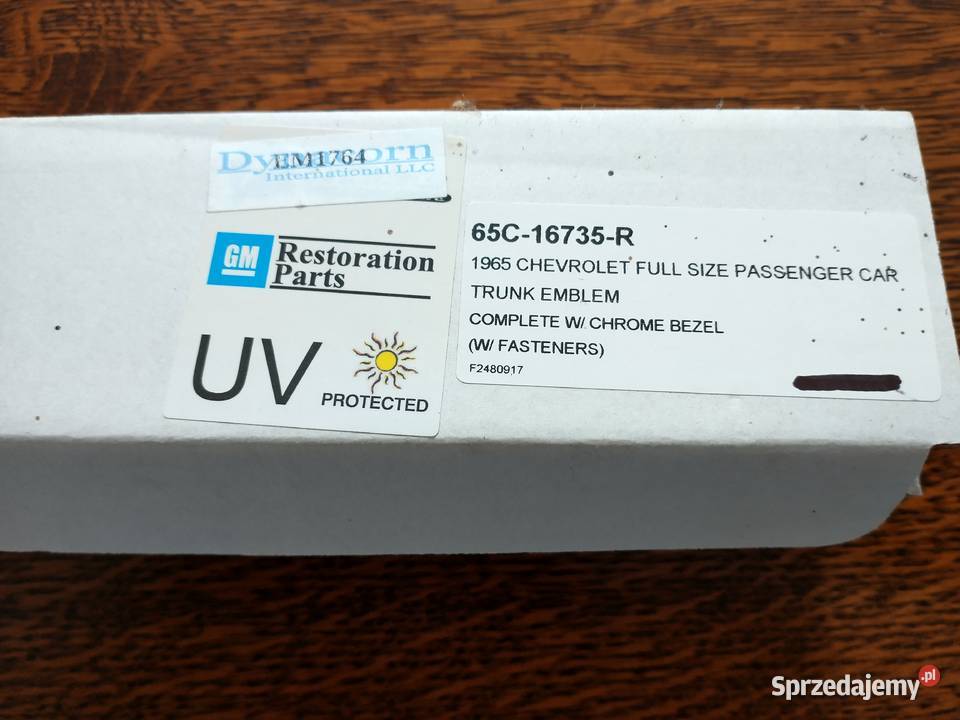 Dynacorn
EM1764
International LLC
GM
Restoration
Parts
UV
PROTECTED
65C-16735-R
1965 CHEVROLET FULL SIZE PASSENGER CAR
TRUNK EMBLEM
COMPLETE W/ CHROME BEZEL
(W/ FASTENERS)
F2480917
Sprzedajemy.pl